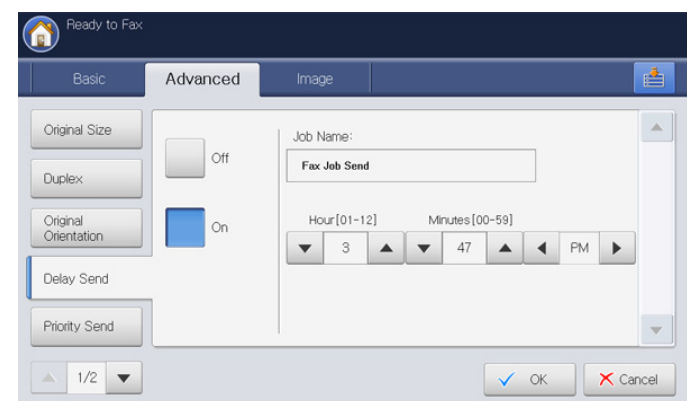 Ready to Fax
Basic
Advanced
Image
Original Size
Duplex
Original
Orientation
Delay Send
Priority Send
1/2
Off
On
Job Name:
Fax Job Send
Hour[01-12] Minutes[00-59]
3 47 PM
OK
Cancel